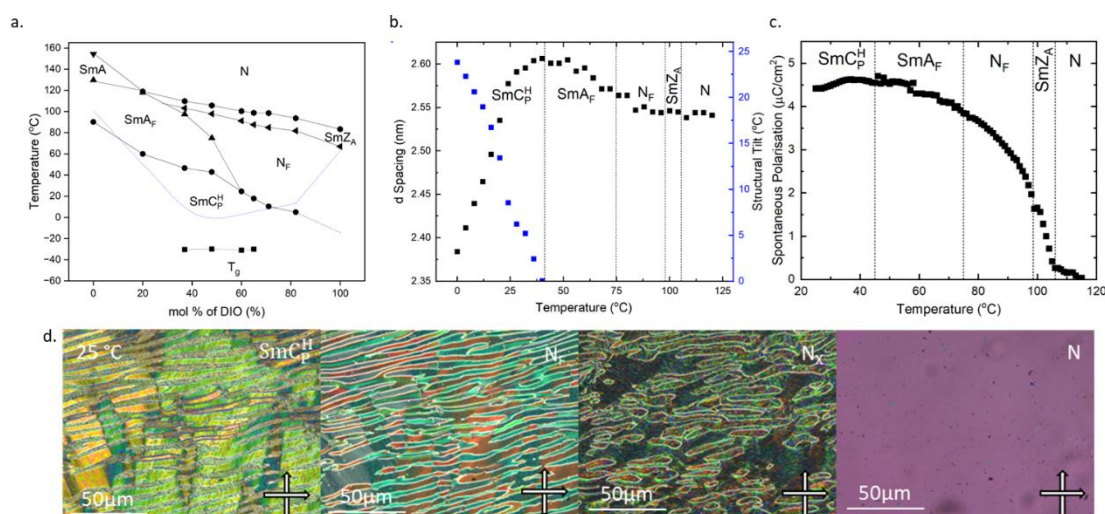 a.
160
140
120
100
80
60
40
20
0
−20
−40
−60
Temperature (°C)
0 20 40 60 80 100
mol % of DIO (%)
SmA
N
SmA_F
SmZ_A
N_F
SmC_P^H
T_g
b.
2.60
2.55
2.50
2.45
2.40
2.35
d Spacing (nm)
25
20
15
10
5
0
Structural Tilt (°C)
0 25 50 75 100 125
Temperature (°C)
SmC_P^H SmA_F N_F SmZ_A N
c.
5
4
3
2
1
0
Spontaneous Polarisation (μC/cm²)
20 40 60 80 100 120
Temperature (°C)
SmC_P^H SmA_F N_F SmZ_A N
d.
25 °C SmC_P^H
50μm
N_F
50μm
N_X
50μm
N
50μm